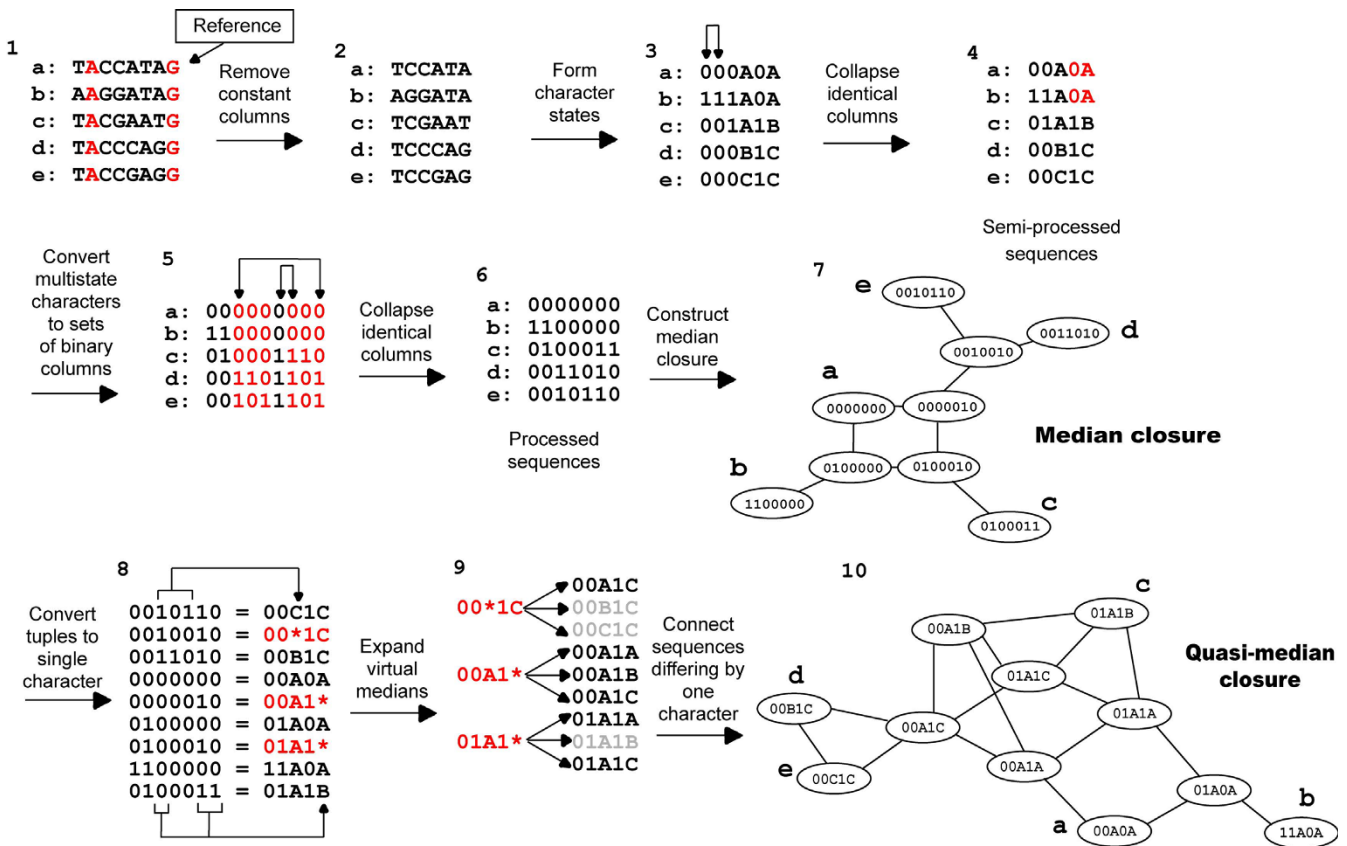 1
Reference
a: TACCATAG
b: AAGGATAG
c: TACGAATG
d: TACCCAGG
e: TACCGAGG
Remove
constant
columns
2
a: TCCATA
b: AGGATA
c: TCGAAT
d: TCCCAG
e: TCCGAG
Form
character
states
3
a: 000A0A
b: 111A0A
c: 001A1B
d: 000B1C
e: 000C1C
Collapse
identical
columns
4
a: 00A0A
b: 11A0A
c: 01A1B
d: 00B1C
e: 00C1C
Semi-processed
sequences
Convert
multistate
characters
to sets
of binary
columns
5
a: 000000000
b: 110000000
c: 010001110
d: 001101101
e: 001011101
Collapse
identical
columns
6
a: 0000000
b: 1100000
c: 0100011
d: 0011010
e: 0010110
Processed
sequences
Construct
median
closure
7
e
0010110
0011010
d
0010010
a
0000000
0000010
Median closure
b
0100000
0100010
1100000
c
0100011
Convert
tuples to
single
character
8
0010110 = 00C1C
0010010 = 00*1C
0011010 = 00B1C
0000000 = 00A0A
0000010 = 00A1*
0100000 = 01A0A
0100010 = 01A1*
1100000 = 11A0A
0100011 = 01A1B
Expand
virtual
medians
9
00*1C
00A1C
00B1C
00C1C
00A1*
00A1A
00A1B
00A1C
01A1*
01A1A
01A1B
01A1C
Connect
sequences
differing by
one
character
10
c
01A1B
00A1B
Quasi-median
closure
01A1C
d
00B1C
01A1A
00A1C
e
00C1C
00A1A
01A0A
b
a
00A0A
11A0A